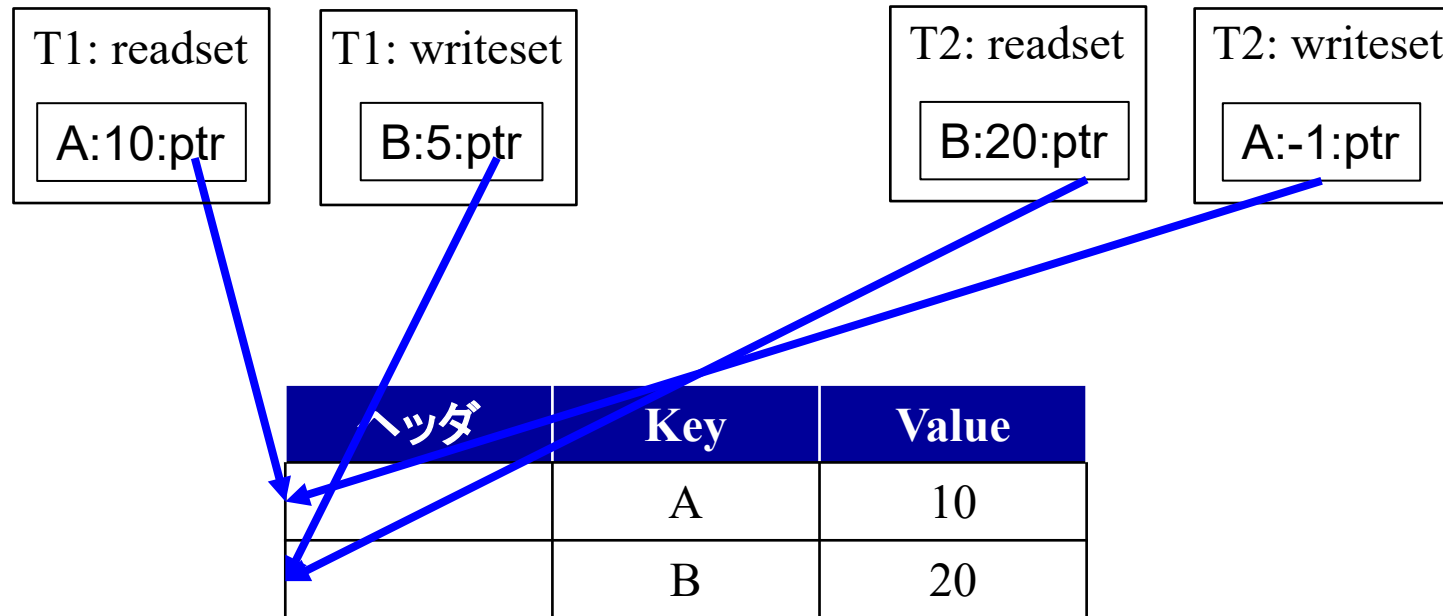 T1: readset
A:10:ptr
T1: writeset
B:5:ptr
T2: readset
B:20:ptr
T2: writeset
A:-1:ptr
ヘッダ Key Value
A 10
B 20